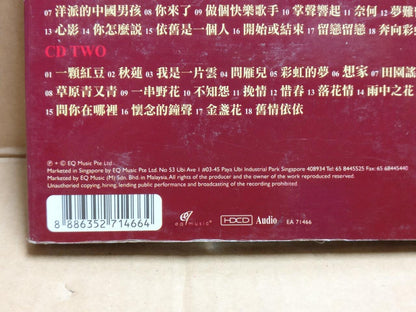 07 洋派的中國男孩 08 你來了 09 做個快樂歌手 10 掌聲響起 11 奈何 12 夢難
13 心影 14 你怎麼說 15 依舊是一個人 16 開始或結束 17 留戀留戀 18 奔向彩
CD TWO
01 一顆紅豆 02 秋蓮 03 我是一片雲 04 問雁兒 05 彩虹的夢 06 想家 07 田園
08 草原青又青 09 一串野花 10 不知怨 11 挽情 12 惜春 13 落花情 14 雨中之花
15 問你在哪裡 16 懷念的鐘聲 17 金盞花 18 舊情依依
℗ + © EQ Music Pte Ltd
Marketed in Singapore by EQ Music Pte Ltd. No 53 Ubi Ave 1 #03-45 Paya Ubi Industrial Park Singapore 408934 Tel: 65 8445525 Fax: 65 68445440
Marketed by EQ Music (M) Sdn. Bhd. in Malaysia. All rights of the producer and the owner of the work reproduced reserved.
Unauthorised copying, hiring, lending public performance and broadcasting of the recording prohibited.
8 886352 714664
eq music
HDCD Audio EA 71466